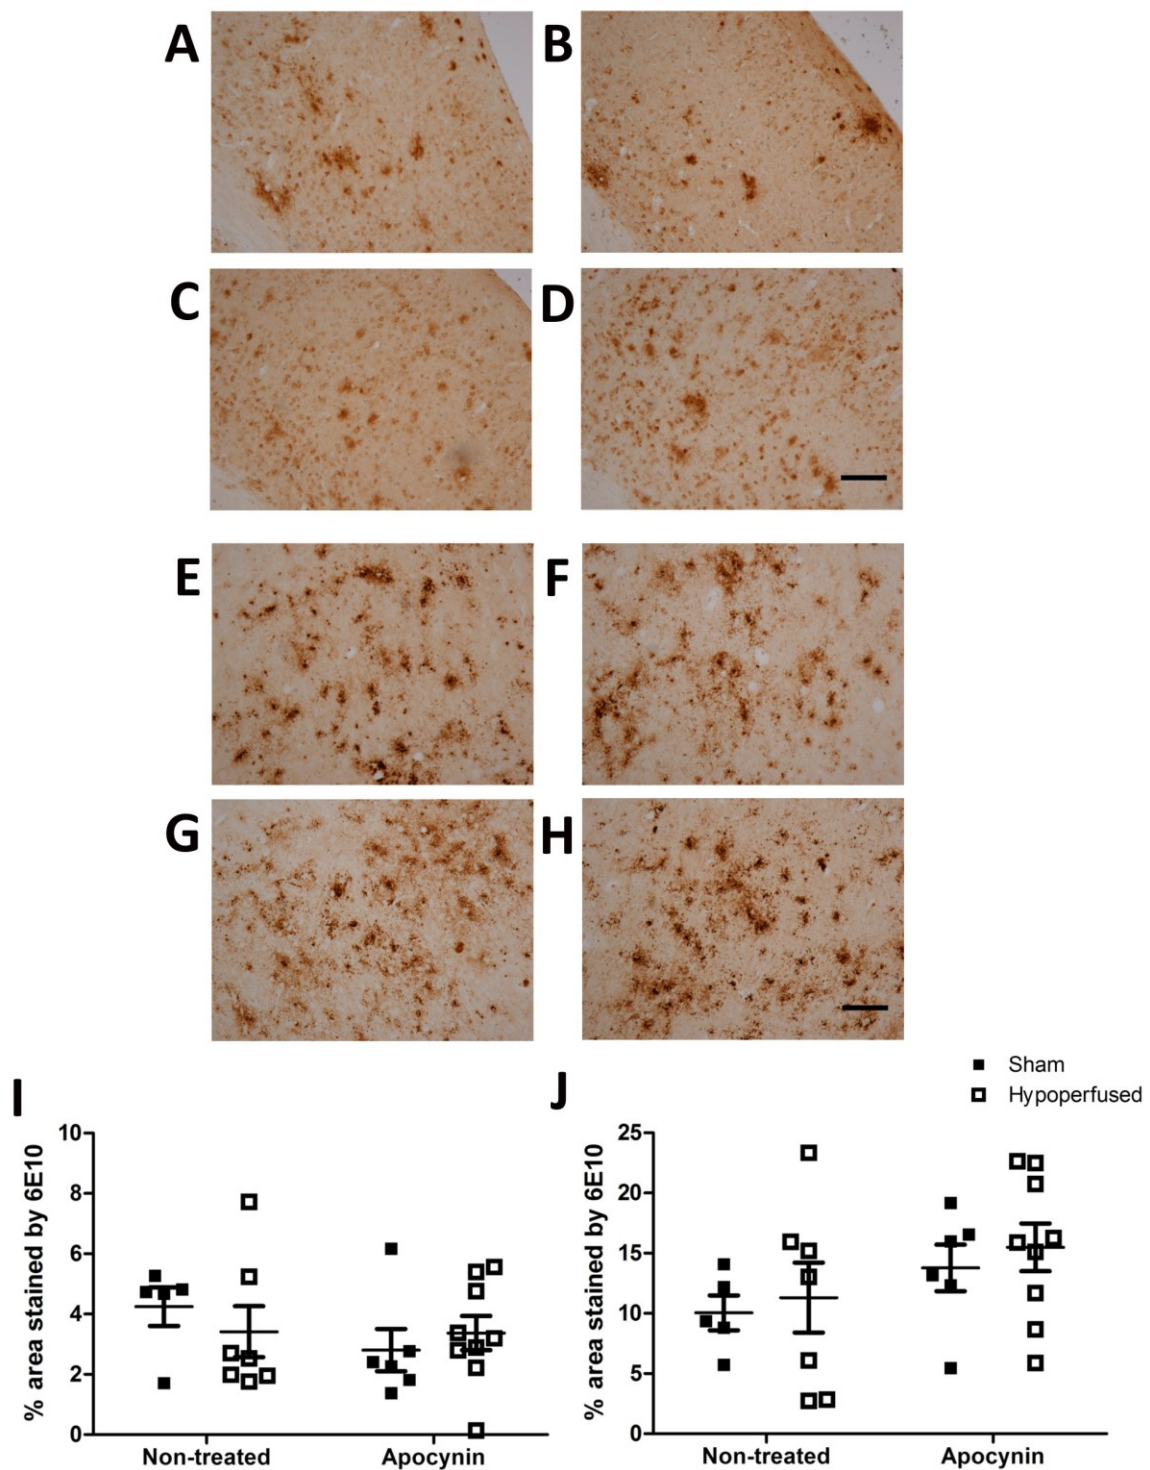 A
B
C
D
E
F
G
H
I
J
Sham
Hypoperfused
% area stained by 6E10
10
8
6
4
2
0
Non-treated
Apocynin
% area stained by 6E10
25
20
15
10
5
0
Non-treated
Apocynin